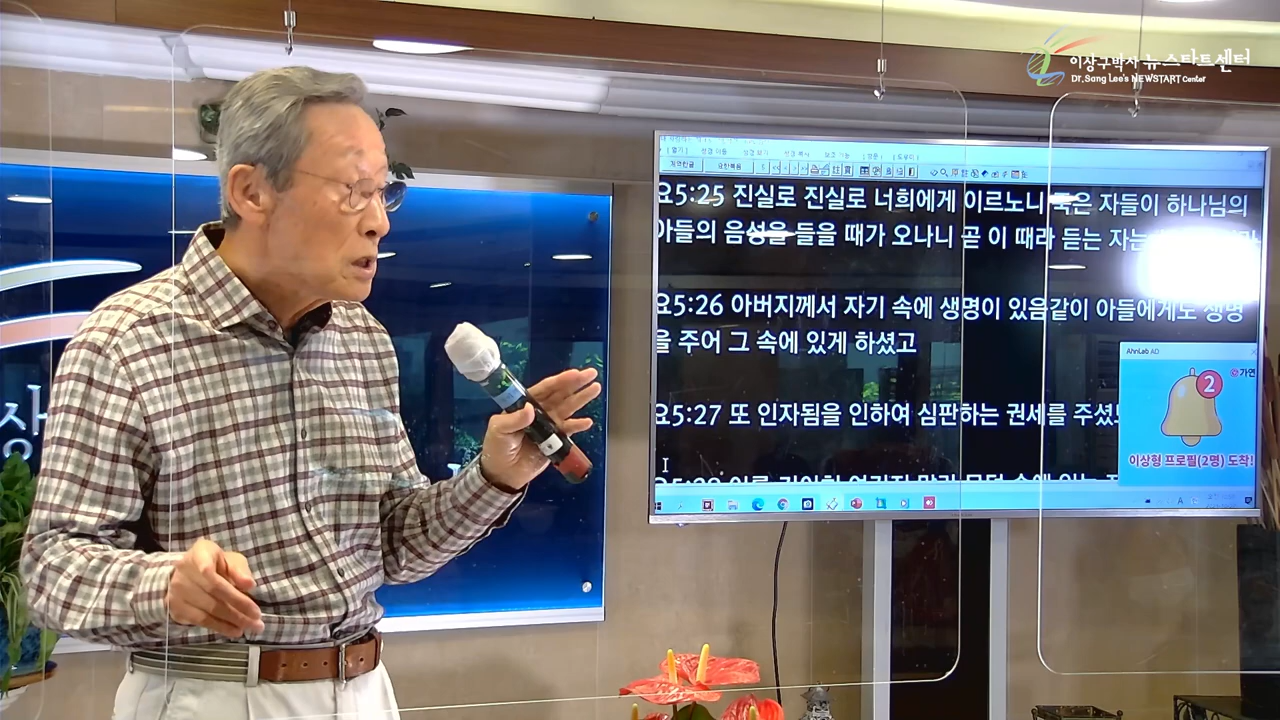 이상구박사 뉴스타트센터
Dr. Sang Lee's NEWSTART Center
요5:25 진실로 진실로 너희에게 이르노니 죽은 자들이 하나님의
아들의 음성을 들을 때가 오나니 곧 이 때라 듣는 자는
요5:26 아버지께서 자기 속에 생명이 있음같이 아들에게도 생명
을 주어 그 속에 있게 하셨고
요5:27 또 인자됨을 인하여 심판하는 권세를 주셨
AhnLab AD
X
가연
2
이상형 프로필(2명) 도착!
상